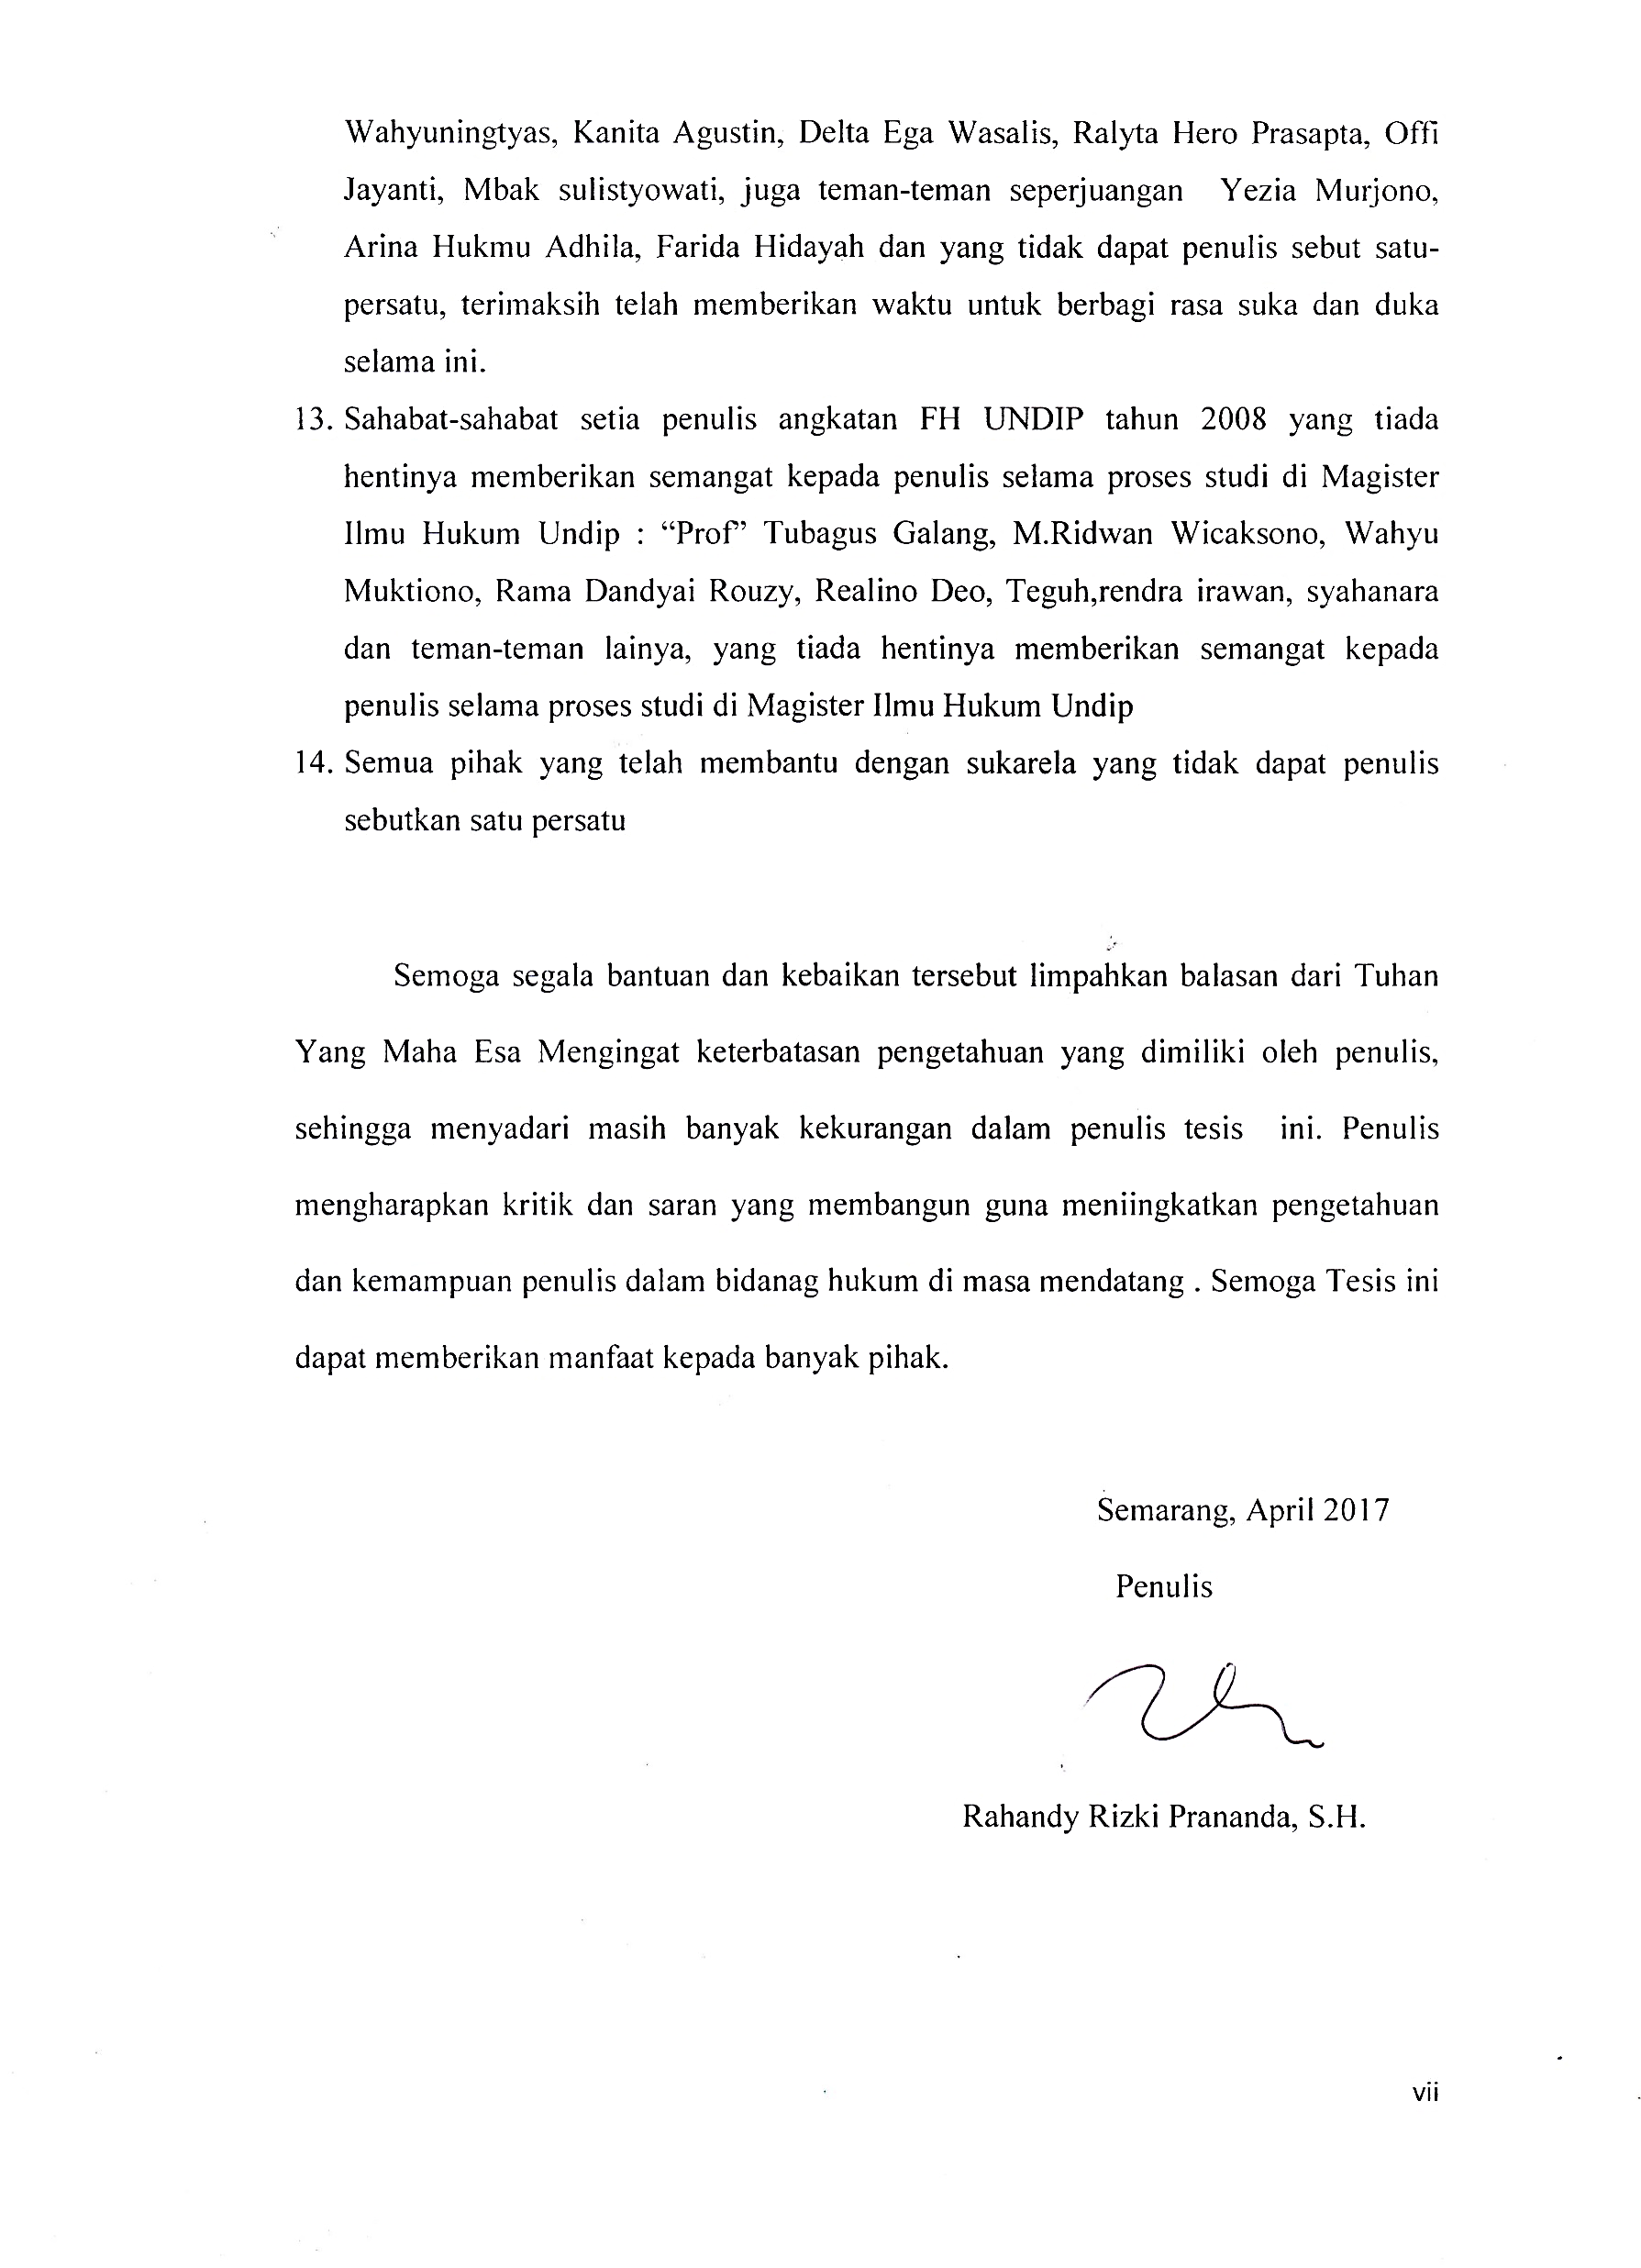 Wahyuningtyas, Kanita Agustin, Delta Ega Wasalis, Ralyta Hero Prasapta, Offi
Jayanti, Mbak sulistyowati, juga teman-teman seperjuangan  Yezia Murjono,
Arina Hukmu Adhila, Farida Hidayah dan yang tidak dapat penulis sebut satu-
persatu, terimaksih telah memberikan waktu untuk berbagi rasa suka dan duka
selama ini.
13. Sahabat-sahabat setia penulis angkatan FH UNDIP tahun 2008 yang tiada
hentinya memberikan semangat kepada penulis selama proses studi di Magister
Ilmu Hukum Undip : “Prof” Tubagus Galang, M.Ridwan Wicaksono, Wahyu
Muktiono, Rama Dandyai Rouzy, Realino Deo, Teguh,rendra irawan, syahanara
dan teman-teman lainya, yang tiada hentinya memberikan semangat kepada
penulis selama proses studi di Magister Ilmu Hukum Undip
14. Semua pihak yang telah membantu dengan sukarela yang tidak dapat penulis
sebutkan satu persatu
Semoga segala bantuan dan kebaikan tersebut limpahkan balasan dari Tuhan
Yang Maha Esa Mengingat keterbatasan pengetahuan yang dimiliki oleh penulis,
sehingga menyadari masih banyak kekurangan dalam penulis tesis  ini. Penulis
mengharapkan kritik dan saran yang membangun guna meniingkatkan pengetahuan
dan kemampuan penulis dalam bidanag hukum di masa mendatang . Semoga Tesis ini
dapat memberikan manfaat kepada banyak pihak.
Semarang, April 2017
Penulis
Rahandy Rizki Prananda, S.H.
vii